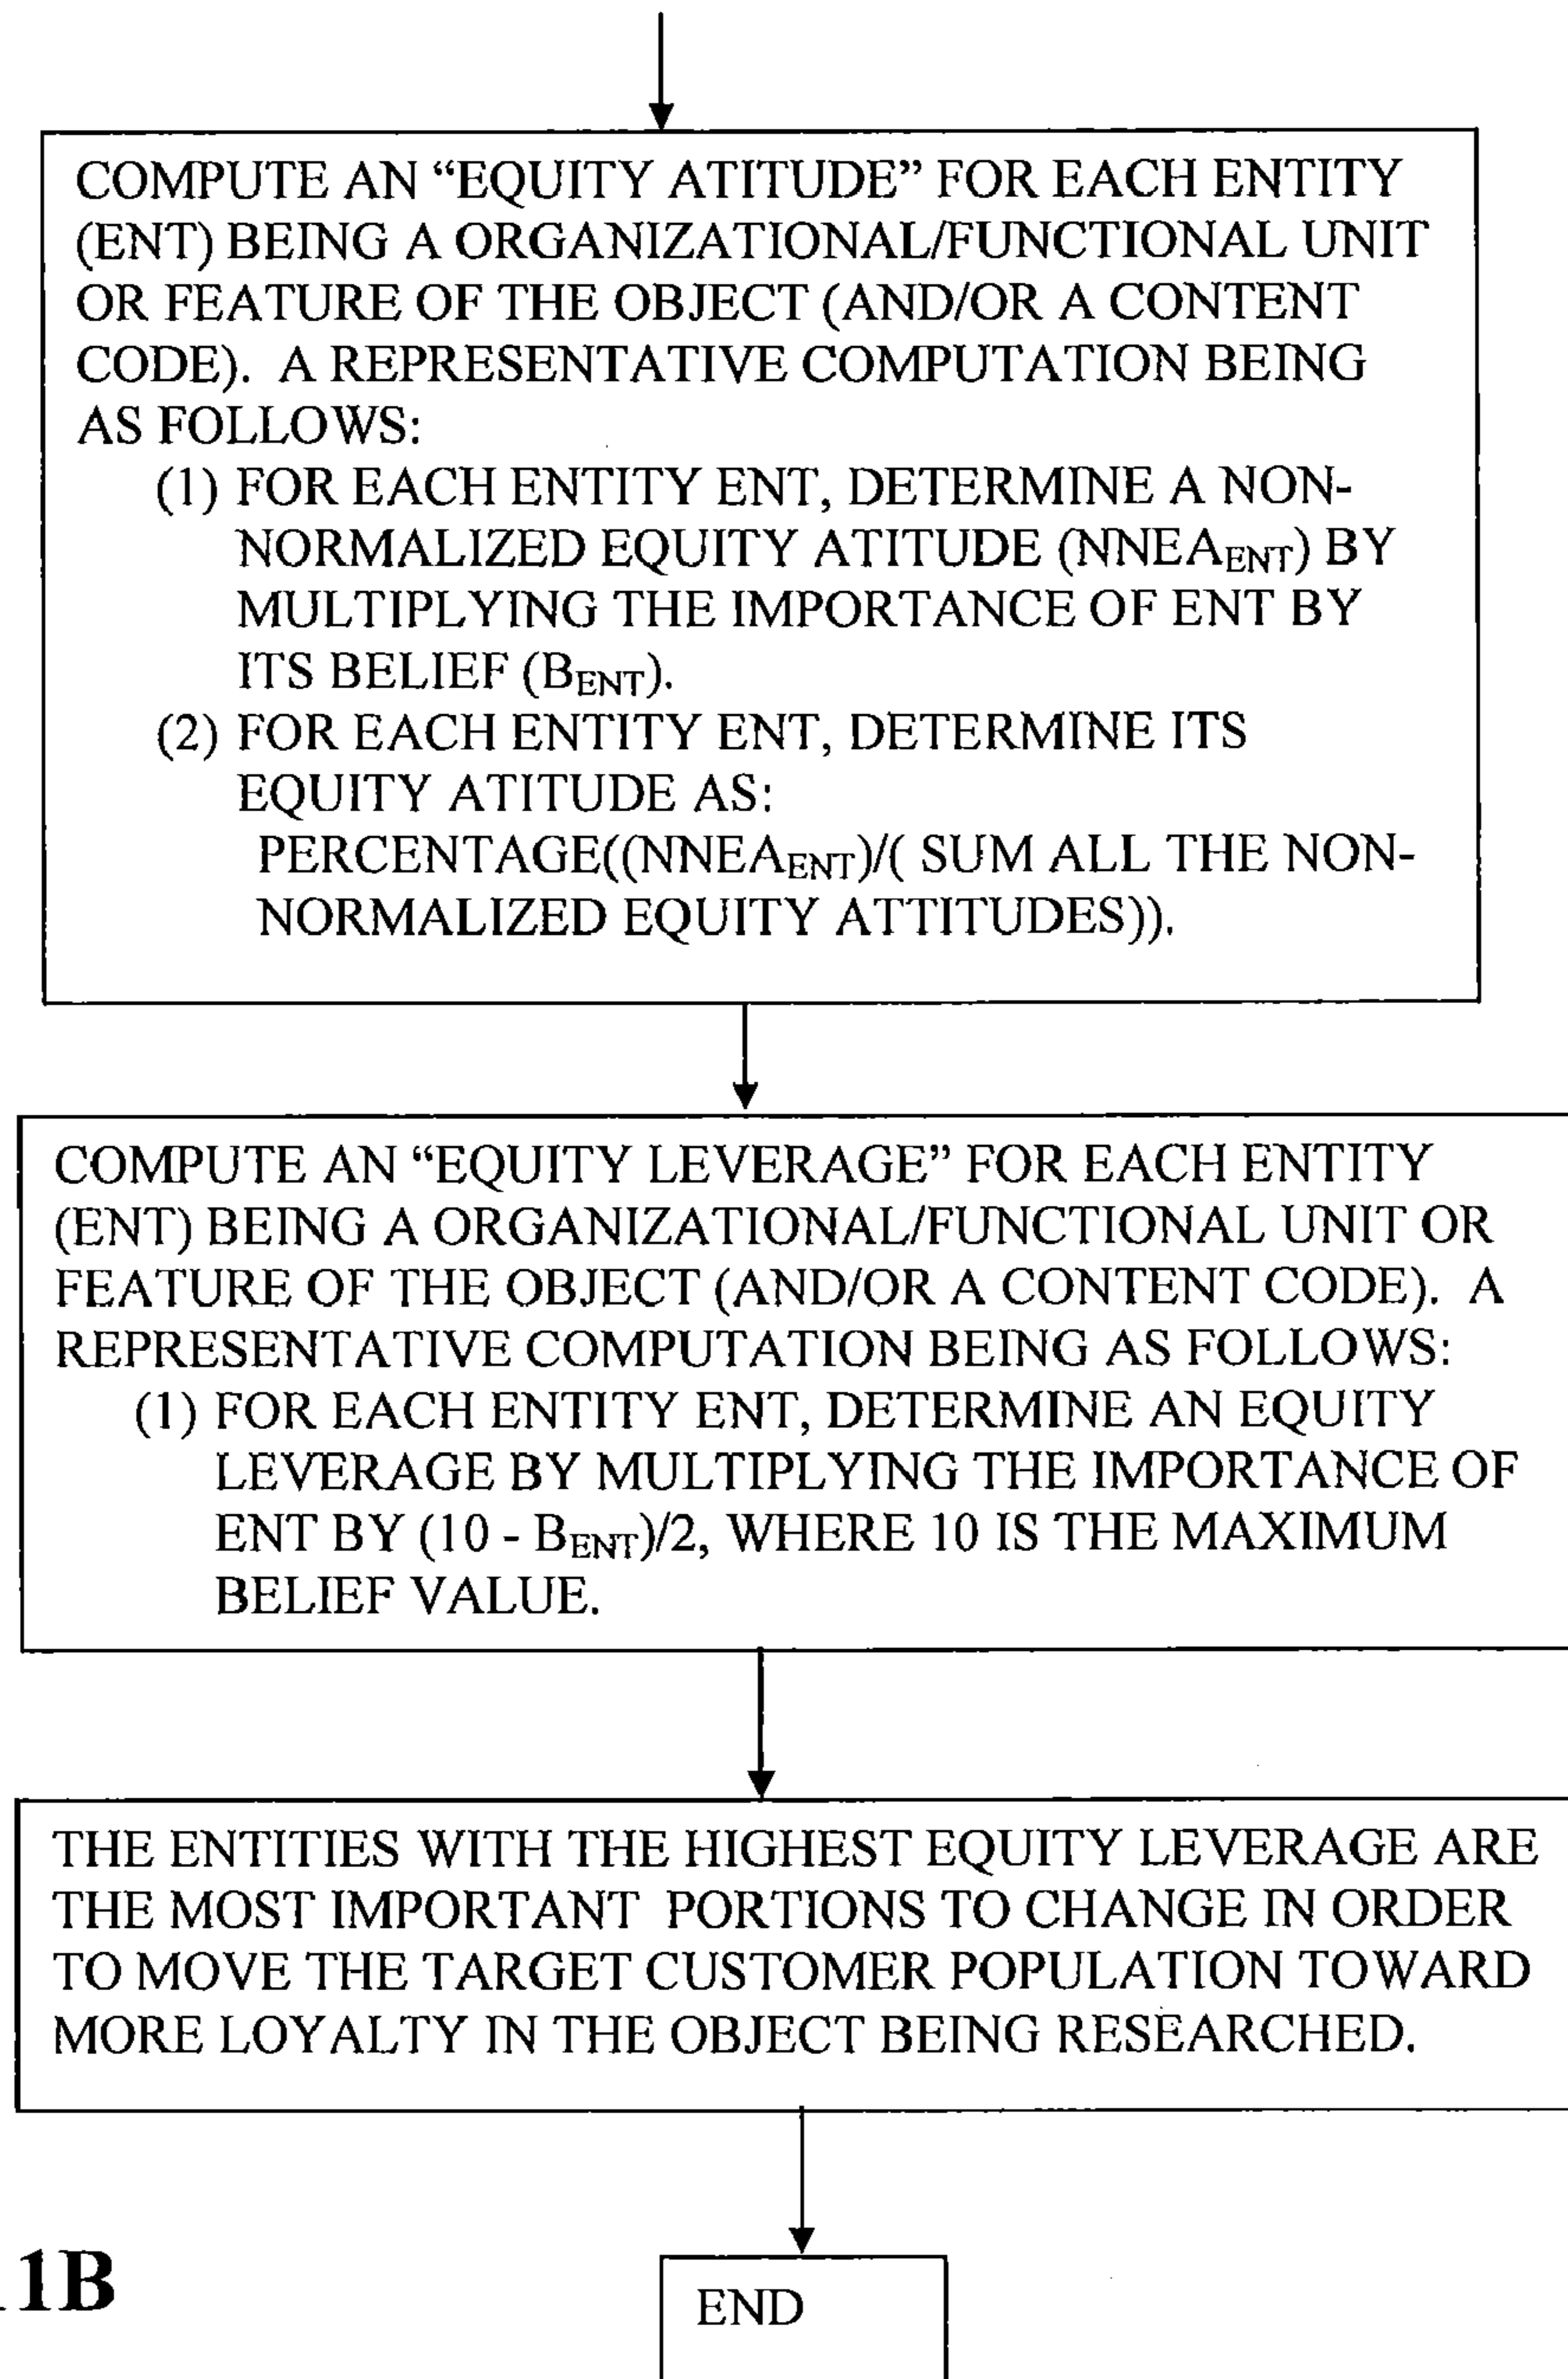 COMPUTE AN “EQUITY ATITUDE” FOR EACH ENTITY
(ENT) BEING A ORGANIZATIONAL/FUNCTIONAL UNIT
OR FEATURE OF THE OBJECT (AND/OR A CONTENT
CODE). A REPRESENTATIVE COMPUTATION BEING
AS FOLLOWS:
(1) FOR EACH ENTITY ENT, DETERMINE A NON-
NORMALIZED EQUITY ATITUDE (NNEAENT) BY
MULTIPLYING THE IMPORTANCE OF ENT BY
ITS BELIEF (BENT).
(2) FOR EACH ENTITY ENT, DETERMINE ITS
EQUITY ATITUDE AS:
PERCENTAGE((NNEAENT)/( SUM ALL THE NON-
NORMALIZED EQUITY ATTITUDES)).
COMPUTE AN “EQUITY LEVERAGE” FOR EACH ENTITY
(ENT) BEING A ORGANIZATIONAL/FUNCTIONAL UNIT OR
FEATURE OF THE OBJECT (AND/OR A CONTENT CODE). A
REPRESENTATIVE COMPUTATION BEING AS FOLLOWS:
(1) FOR EACH ENTITY ENT, DETERMINE AN EQUITY
LEVERAGE BY MULTIPLYING THE IMPORTANCE OF
ENT BY (10 - BENT)/2, WHERE 10 IS THE MAXIMUM
BELIEF VALUE.
THE ENTITIES WITH THE HIGHEST EQUITY LEVERAGE ARE
THE MOST IMPORTANT PORTIONS TO CHANGE IN ORDER
TO MOVE THE TARGET CUSTOMER POPULATION TOWARD
MORE LOYALTY IN THE OBJECT BEING RESEARCHED.
1B
END